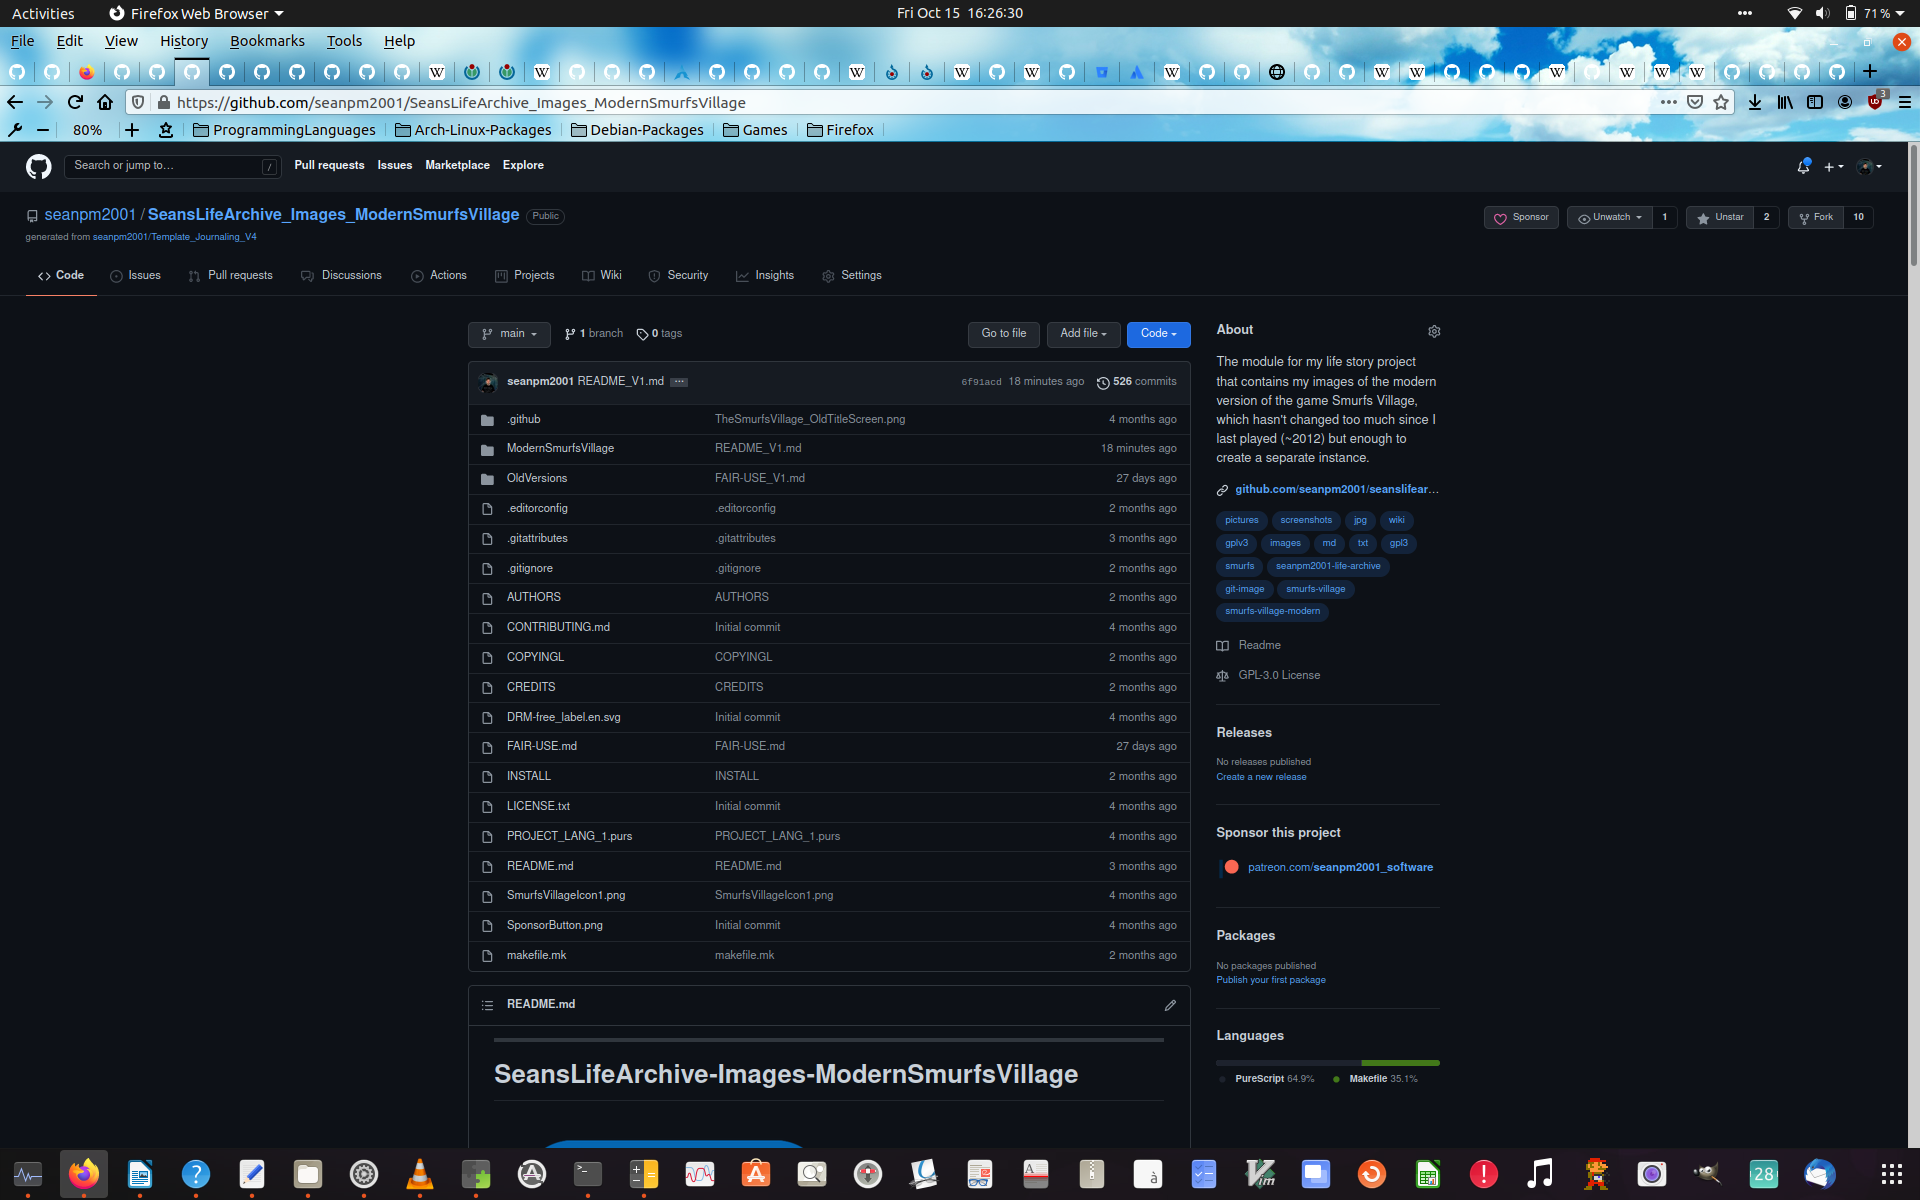 Activities Firefox Web Browser Fri Oct 15 16:26:30 71 %
File Edit View History Bookmarks Tools Help
https://github.com/seanpm2001/SeansLifeArchive_Images_ModernSmurfsVillage 3
80% ProgrammingLanguages Arch-Linux-Packages Debian-Packages Games Firefox
Search or jump to… / Pull requests Issues Marketplace Explore
seanpm2001 / SeansLifeArchive_Images_ModernSmurfsVillage Public Sponsor Unwatch 1 Unstar 2 Fork 10
generated from seanpm2001/Template_Journaling_V4
Code Issues Pull requests Discussions Actions Projects Wiki Security Insights Settings
main 1 branch 0 tags Go to file Add file Code
seanpm2001 README_V1.md 6f91acd 18 minutes ago 526 commits
.github TheSmurfsVillage_OldTitleScreen.png 4 months ago
ModernSmurfsVillage README_V1.md 18 minutes ago
OldVersions FAIR-USE_V1.md 27 days ago
.editorconfig .editorconfig 2 months ago
.gitattributes .gitattributes 3 months ago
.gitignore .gitignore 2 months ago
AUTHORS AUTHORS 2 months ago
CONTRIBUTING.md Initial commit 4 months ago
COPYINGL COPYINGL 2 months ago
CREDITS CREDITS 2 months ago
DRM-free_label.en.svg Initial commit 4 months ago
FAIR-USE.md FAIR-USE.md 27 days ago
INSTALL INSTALL 2 months ago
LICENSE.txt Initial commit 4 months ago
PROJECT_LANG_1.purs PROJECT_LANG_1.purs 4 months ago
README.md README.md 3 months ago
SmurfsVillageIcon1.png SmurfsVillageIcon1.png 4 months ago
SponsorButton.png Initial commit 4 months ago
makefile.mk makefile.mk 2 months ago
README.md
SeansLifeArchive-Images-ModernSmurfsVillage
About
The module for my life story project
that contains my images of the modern
version of the game Smurfs Village,
which hasn't changed too much since I
last played (~2012) but enough to
create a separate instance.
github.com/seanpm2001/seanslifear…
pictures screenshots jpg wiki
gplv3 images md txt gpl3
smurfs seanpm2001-life-archive
git-image smurfs-village
smurfs-village-modern
Readme
GPL-3.0 License
Releases
No releases published
Create a new release
Sponsor this project
patreon.com/seanpm2001_software
Packages
No packages published
Publish your first package
Languages
PureScript 64.9% Makefile 35.1%
28